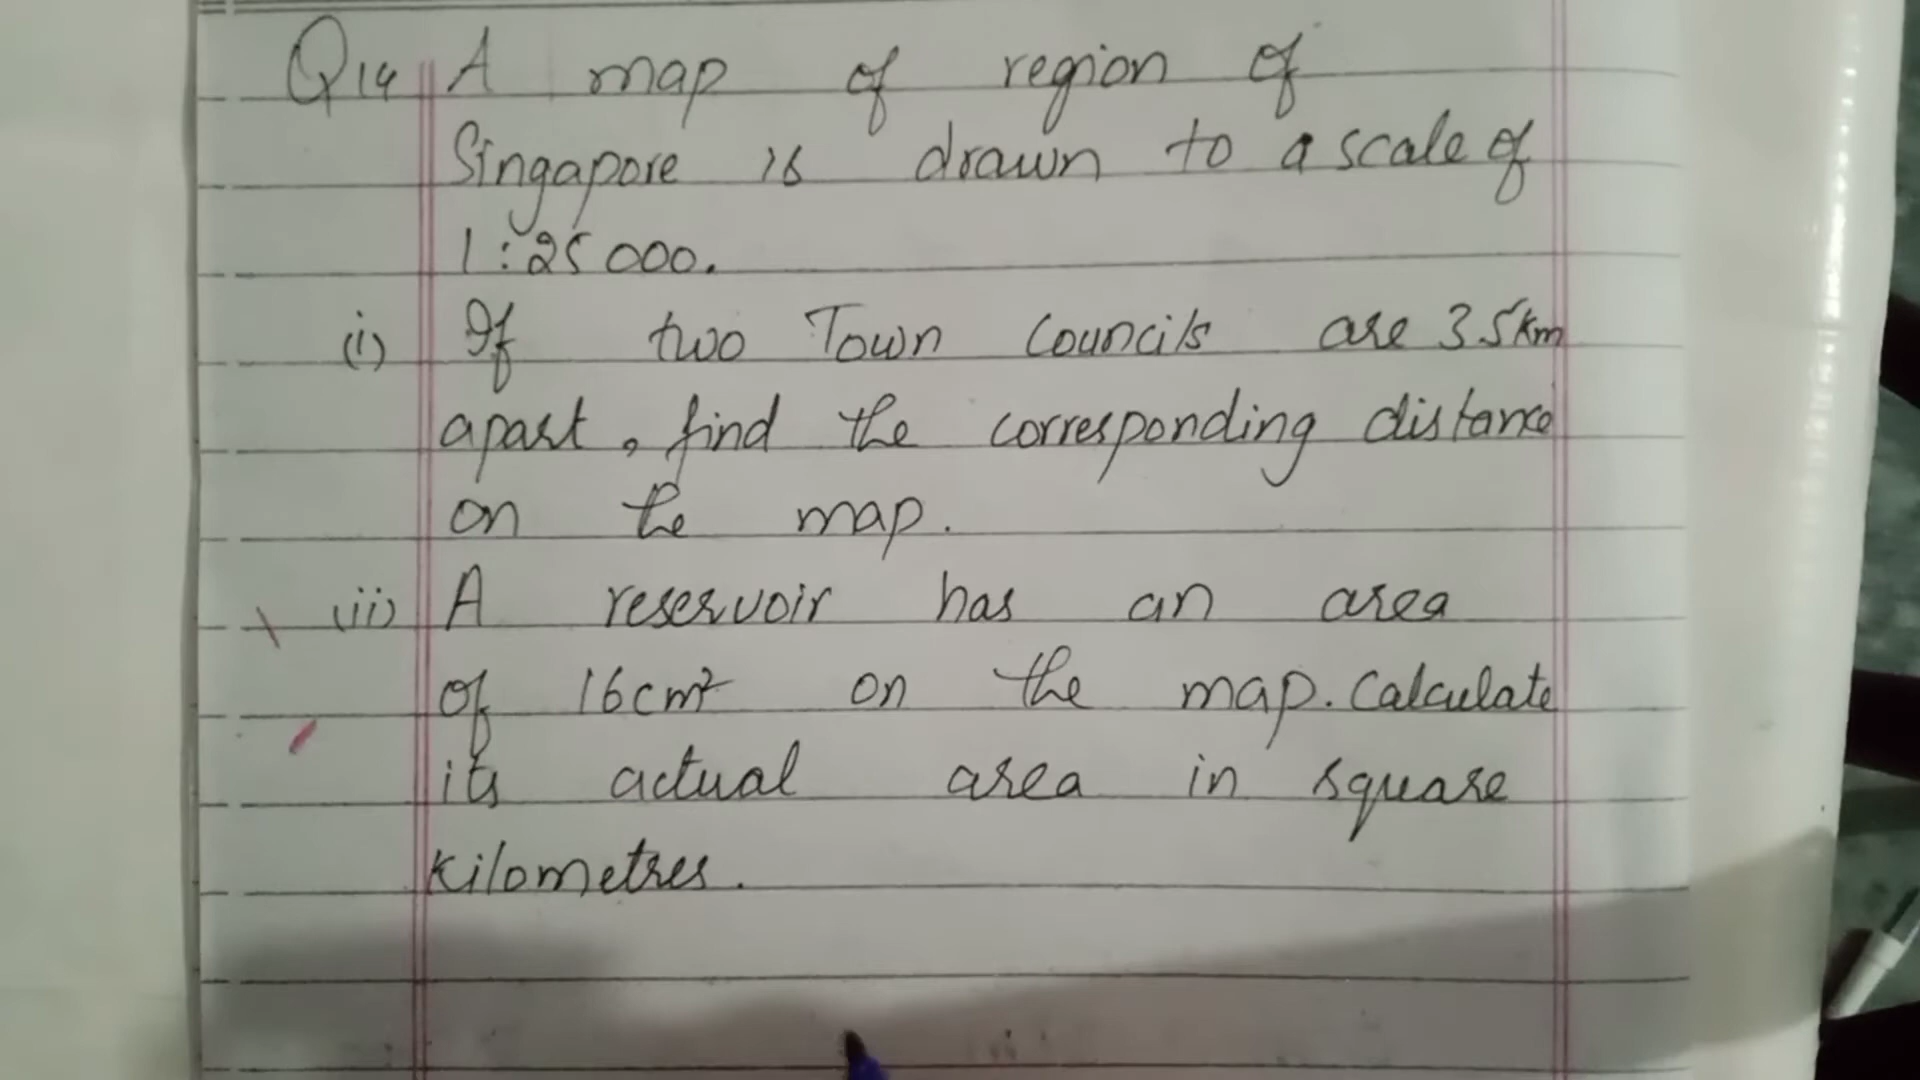 Q14 A map of region of
Singapore is drawn to a scale of
1:25 000.
(i) If two Town Councils are 3.5km
apart, find the corresponding distance
on the map.
(ii) A reservoir has an area
of 16cm² on the map. Calculate
its actual area in square
kilometres.